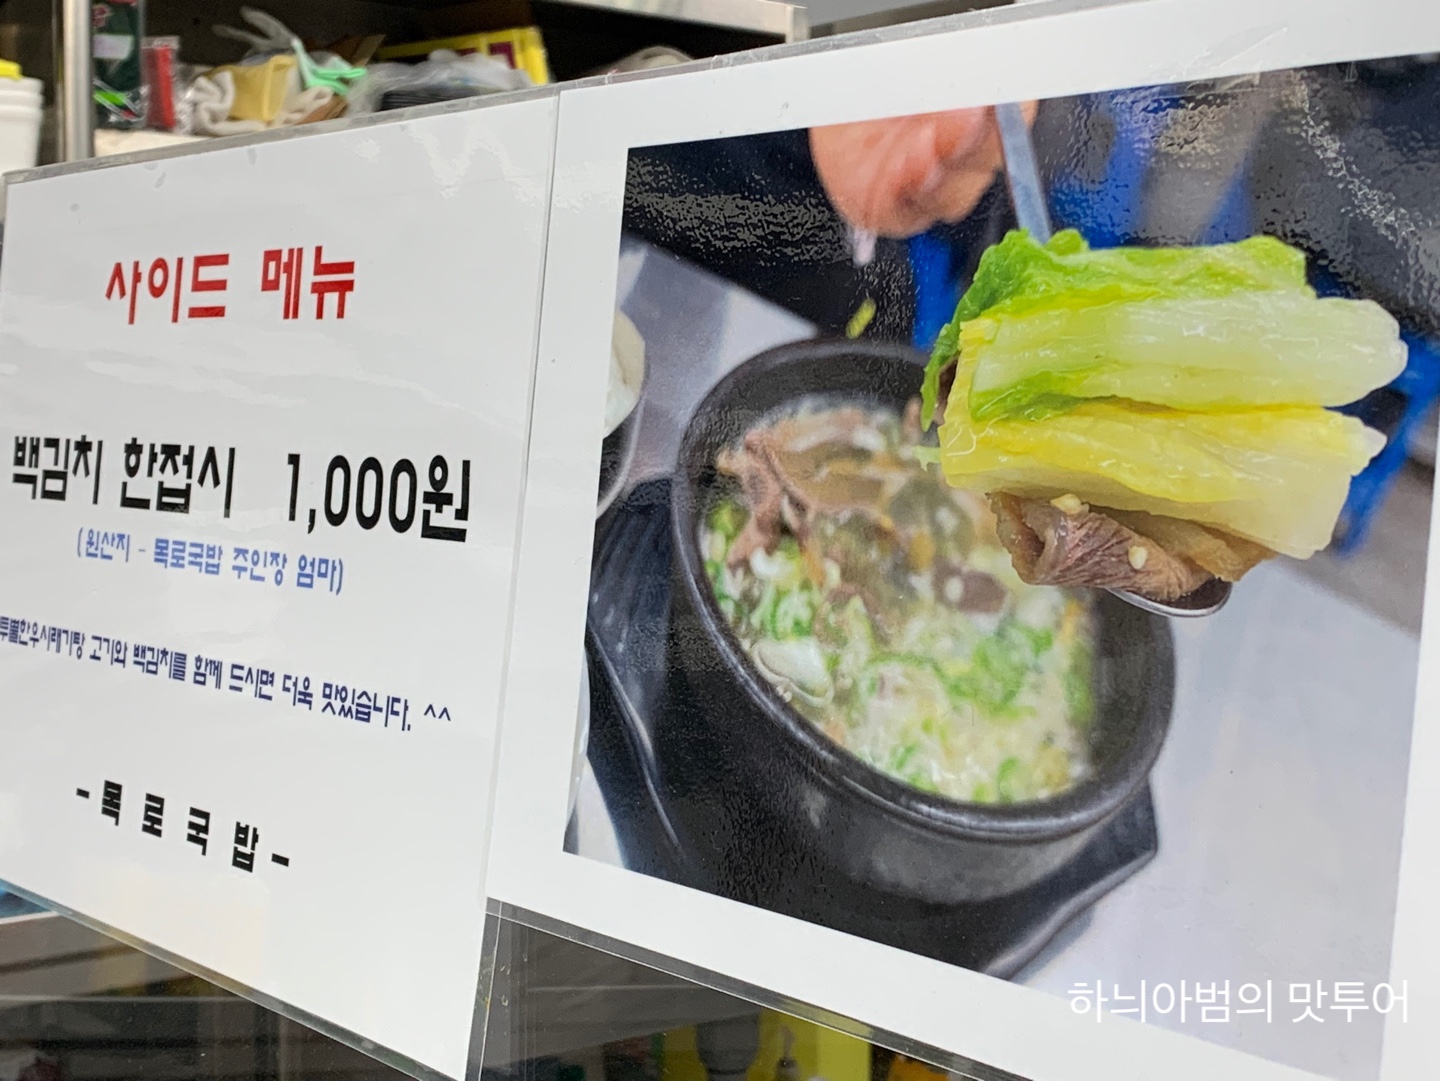 사이드 메뉴
백김치 한접시 1,000원
(원산지 - 목로국밥 주인장 엄마)
특별한우시래기탕 고기와 백김치를 함께 드시면 더욱 맛있습니다. ^^
- 목 로 국 밥 -
하늬아범의 맛투어